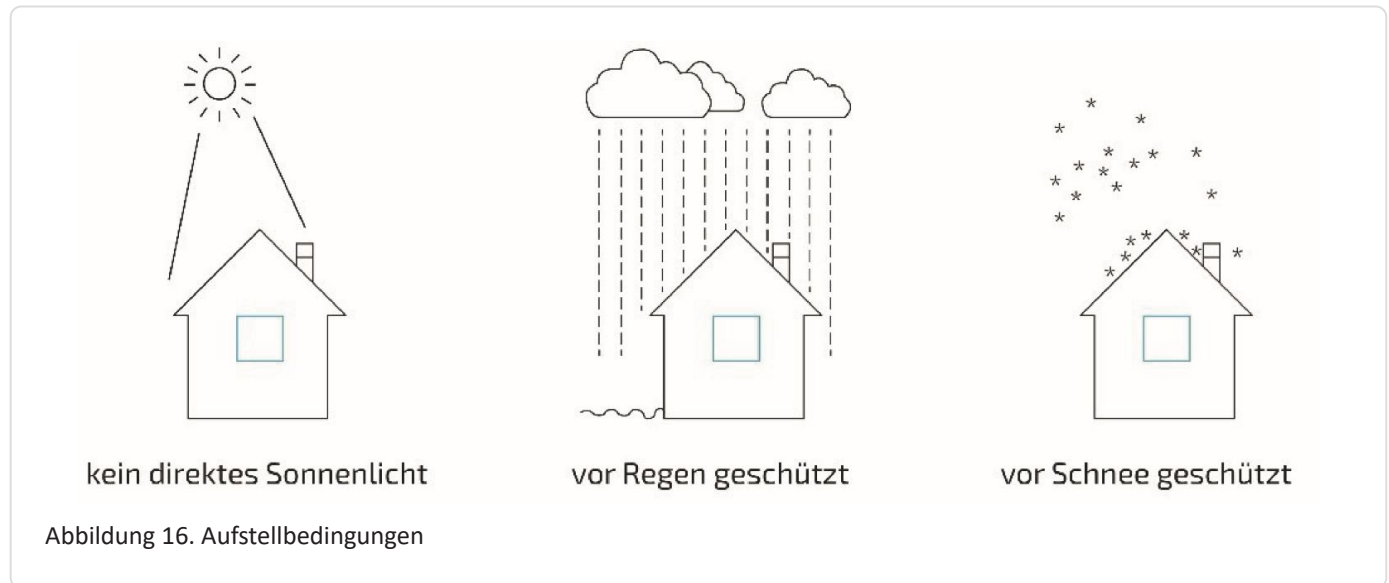 kein direktes Sonnenlicht
vor Regen geschützt
vor Schnee geschützt
Abbildung 16. Aufstellbedingungen